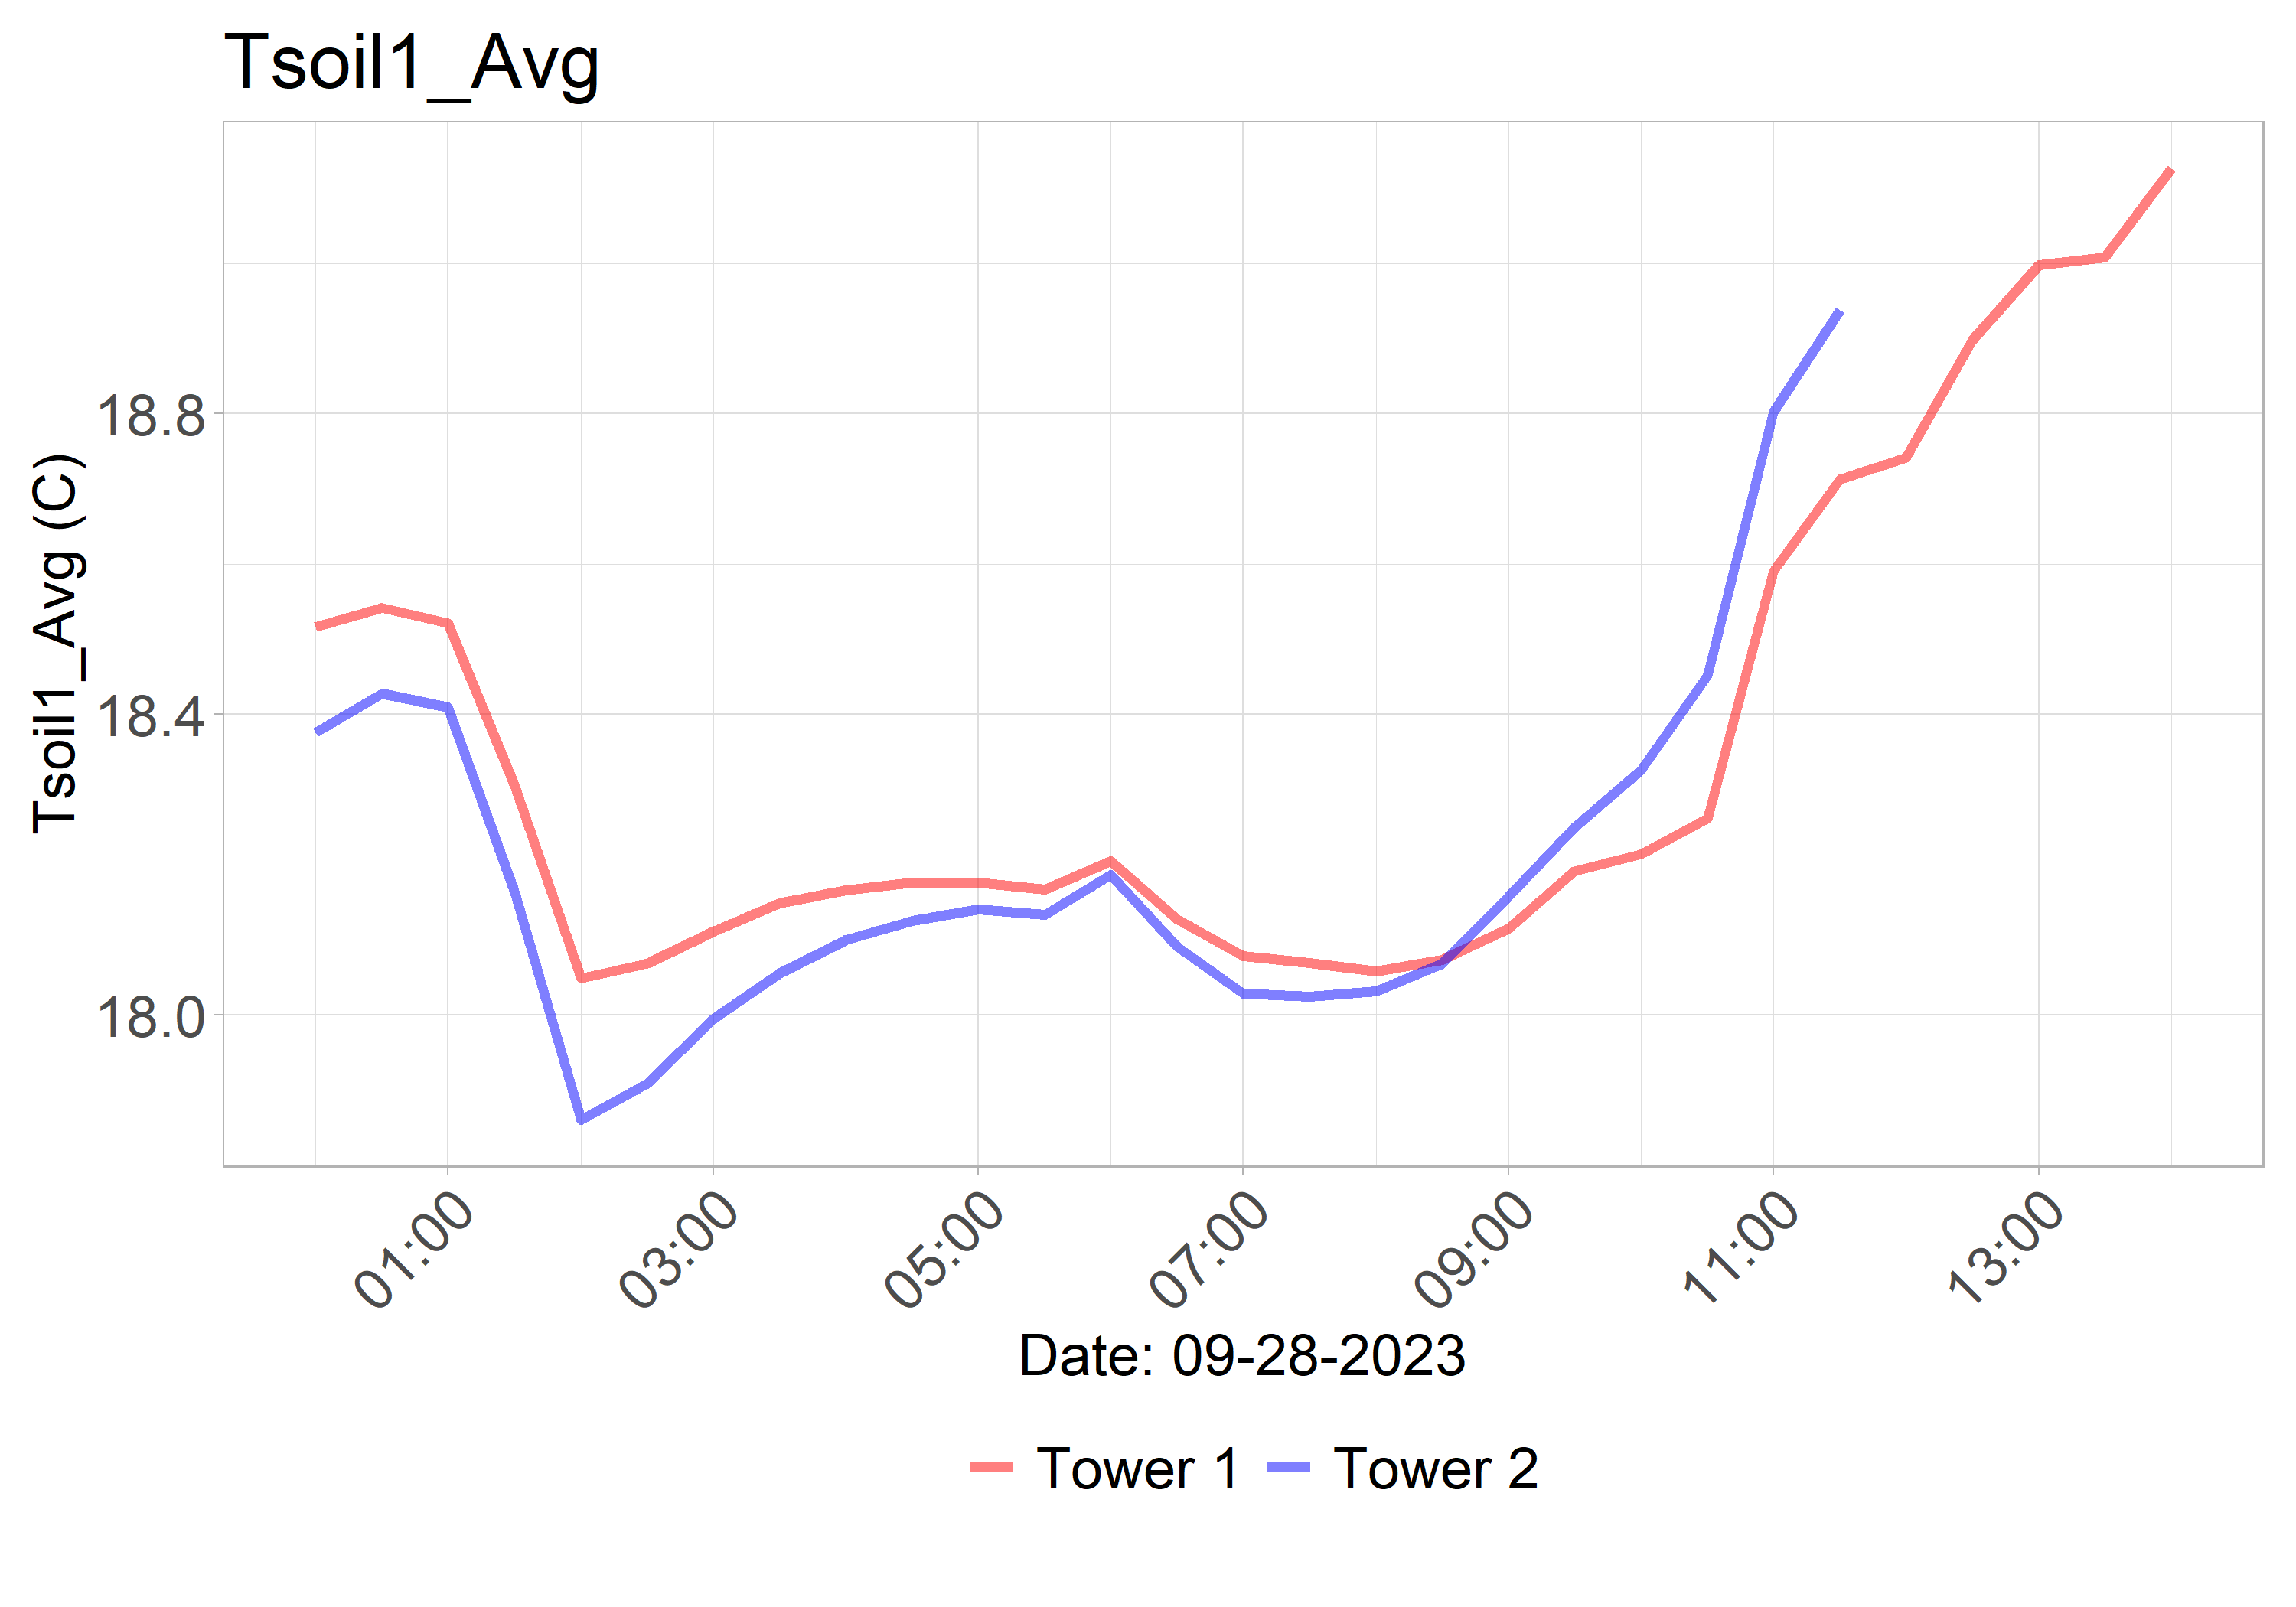 Tsoil1_Avg
Tsoil1_Avg (C)
18.8
18.4
18.0
01:00 03:00 05:00 07:00 09:00 11:00 13:00
Date: 09-28-2023
Tower 1 Tower 2